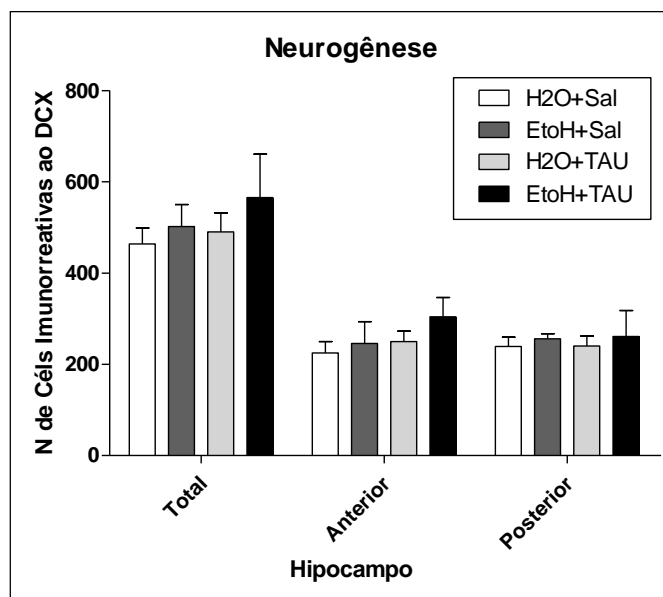 Neurogênese
H2O+Sal
EtoH+Sal
H2O+TAU
EtoH+TAU
800
600
400
200
0
N de Céls Imunorreativas ao DCX
Total
Anterior
Posterior
Hipocampo